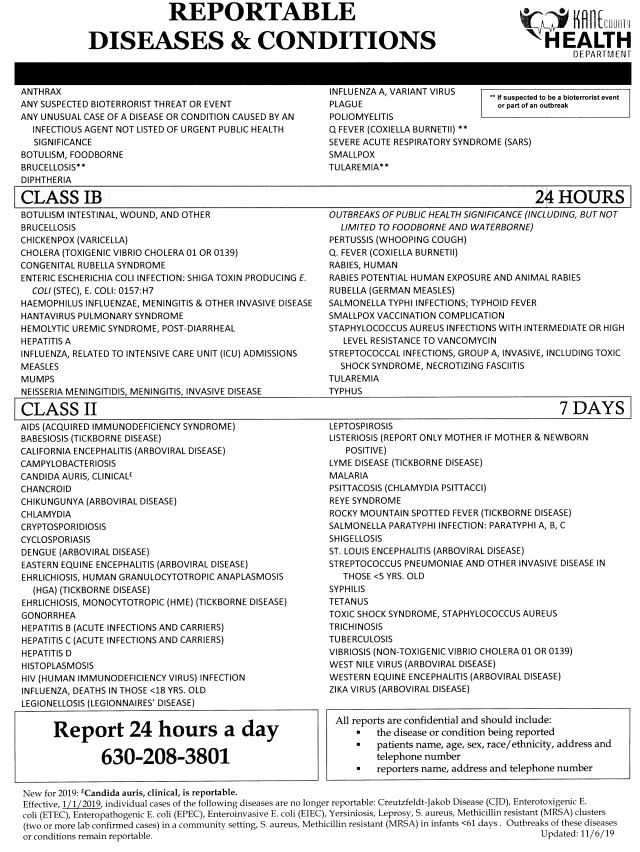 REPORTABLE
DISEASES & CONDITIONS
KANE COUNTY
HEALTH
DEPARTMENT
ANTHRAX
ANY SUSPECTED BIOTERRORIST THREAT OR EVENT
ANY UNUSUAL CASE OF A DISEASE OR CONDITION CAUSED BY AN
INFECTIOUS AGENT NOT LISTED OF URGENT PUBLIC HEALTH
SIGNIFICANCE
BOTULISM, FOODBORNE
BRUCELLOSIS**
DIPHTHERIA
INFLUENZA A, VARIANT VIRUS
PLAGUE
POLIOMYELITIS
Q FEVER (COXIELLA BURNETII) **
SEVERE ACUTE RESPIRATORY SYNDROME (SARS)
SMALLPOX
TULAREMIA**
** If suspected to be a bioterrorist event
or part of an outbreak
CLASS IB 24 HOURS
BOTULISM INTESTINAL, WOUND, AND OTHER
BRUCELLOSIS
CHICKENPOX (VARICELLA)
CHOLERA (TOXIGENIC VIBRIO CHOLERA 01 OR 0139)
CONGENITAL RUBELLA SYNDROME
ENTERIC ESCHERICHIA COLI INFECTION: SHIGA TOXIN PRODUCING E.
COLI (STEC), E. COLI: 0157:H7
HAEMOPHILUS INFLUENZAE, MENINGITIS & OTHER INVASIVE DISEASE
HANTAVIRUS PULMONARY SYNDROME
HEMOLYTIC UREMIC SYNDROME, POST-DIARRHEAL
HEPATITIS A
INFLUENZA, RELATED TO INTENSIVE CARE UNIT (ICU) ADMISSIONS
MEASLES
MUMPS
NEISSERIA MENINGITIDIS, MENINGITIS, INVASIVE DISEASE
OUTBREAKS OF PUBLIC HEALTH SIGNIFICANCE (INCLUDING, BUT NOT
LIMITED TO FOODBORNE AND WATERBORNE)
PERTUSSIS (WHOOPING COUGH)
Q. FEVER (COXIELLA BURNETII)
RABIES, HUMAN
RABIES POTENTIAL HUMAN EXPOSURE AND ANIMAL RABIES
RUBELLA (GERMAN MEASLES)
SALMONELLA TYPHI INFECTIONS; TYPHOID FEVER
SMALLPOX VACCINATION COMPLICATION
STAPHYLOCOCCUS AUREUS INFECTIONS WITH INTERMEDIATE OR HIGH
LEVEL RESISTANCE TO VANCOMYCIN
STREPTOCOCCAL INFECTIONS, GROUP A, INVASIVE, INCLUDING TOXIC
SHOCK SYNDROME, NECROTIZING FASCIITIS
TULAREMIA
TYPHUS
CLASS II 7 DAYS
AIDS (ACQUIRED IMMUNODEFICIENCY SYNDROME)
BABESIOSIS (TICKBORNE DISEASE)
CALIFORNIA ENCEPHALITIS (ARBOVIRAL DISEASE)
CAMPYLOBACTERIOSIS
CANDIDA AURIS, CLINICAL£
CHANCROID
CHIKUNGUNYA (ARBOVIRAL DISEASE)
CHLAMYDIA
CRYPTOSPORIDIOSIS
CYCLOSPORIASIS
DENGUE (ARBOVIRAL DISEASE)
EASTERN EQUINE ENCEPHALITIS (ARBOVIRAL DISEASE)
EHRLICHIOSIS, HUMAN GRANULOCYTOTROPIC ANAPLASMOSIS
(HGA) (TICKBORNE DISEASE)
EHRLICHIOSIS, MONOCYTOTROPIC (HME) (TICKBORNE DISEASE)
GONORRHEA
HEPATITIS B (ACUTE INFECTIONS AND CARRIERS)
HEPATITIS C (ACUTE INFECTIONS AND CARRIERS)
HEPATITIS D
HISTOPLASMOSIS
HIV (HUMAN IMMUNODEFICIENCY VIRUS) INFECTION
INFLUENZA, DEATHS IN THOSE <18 YRS. OLD
LEGIONELLOSIS (LEGIONNAIRES' DISEASE)
LEPTOSPIROSIS
LISTERIOSIS (REPORT ONLY MOTHER IF MOTHER & NEWBORN
POSITIVE)
LYME DISEASE (TICKBORNE DISEASE)
MALARIA
PSITTACOSIS (CHLAMYDIA PSITTACCI)
REYE SYNDROME
ROCKY MOUNTAIN SPOTTED FEVER (TICKBORNE DISEASE)
SALMONELLA PARATYPHI INFECTION: PARATYPHI A, B, C
SHIGELLOSIS
ST. LOUIS ENCEPHALITIS (ARBOVIRAL DISEASE)
STREPTOCOCCUS PNEUMONIAE AND OTHER INVASIVE DISEASE IN
THOSE <5 YRS. OLD
SYPHILIS
TETANUS
TOXIC SHOCK SYNDROME, STAPHYLOCOCCUS AUREUS
TRICHINOSIS
TUBERCULOSIS
VIBRIOSIS (NON-TOXIGENIC VIBRIO CHOLERA 01 OR 0139)
WEST NILE VIRUS (ARBOVIRAL DISEASE)
WESTERN EQUINE ENCEPHALITIS (ARBOVIRAL DISEASE)
ZIKA VIRUS (ARBOVIRAL DISEASE)
Report 24 hours a day
630-208-3801
All reports are confidential and should include:
▪ the disease or condition being reported
▪ patients name, age, sex, race/ethnicity, address and
telephone number
▪ reporters name, address and telephone number
New for 2019: £Candida auris, clinical, is reportable.
Effective, 1/1/2019, individual cases of the following diseases are no longer reportable: Creutzfeldt-Jakob Disease (CJD), Enterotoxigenic E.
coli (ETEC), Enteropathogenic E. coli (EPEC), Enteroinvasive E. coli (EIEC), Yersiniosis, Leprosy, S. aureus, Methicillin resistant (MRSA) clusters
(two or more lab confirmed cases) in a community setting, S. aureus, Methicillin resistant (MRSA) in infants <61 days . Outbreaks of these diseases
or conditions remain reportable.
Updated: 11/6/19